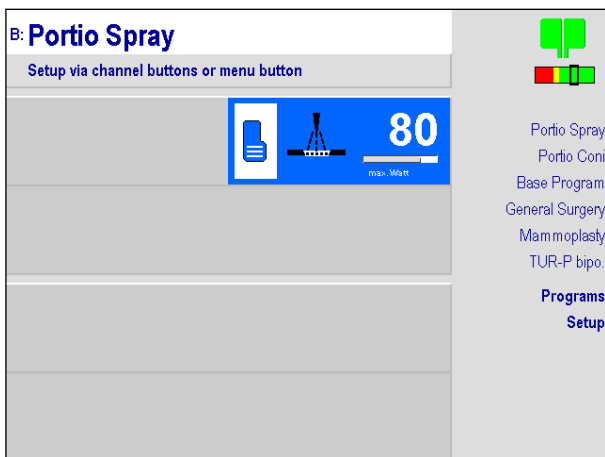 B: Portio Spray
Setup via channel buttons or menu button
80
max. Watt
Portio Spray
Portio Coni
Base Program
General Surgery
Mammoplasty
TUR-P bipo.
Programs
Setup